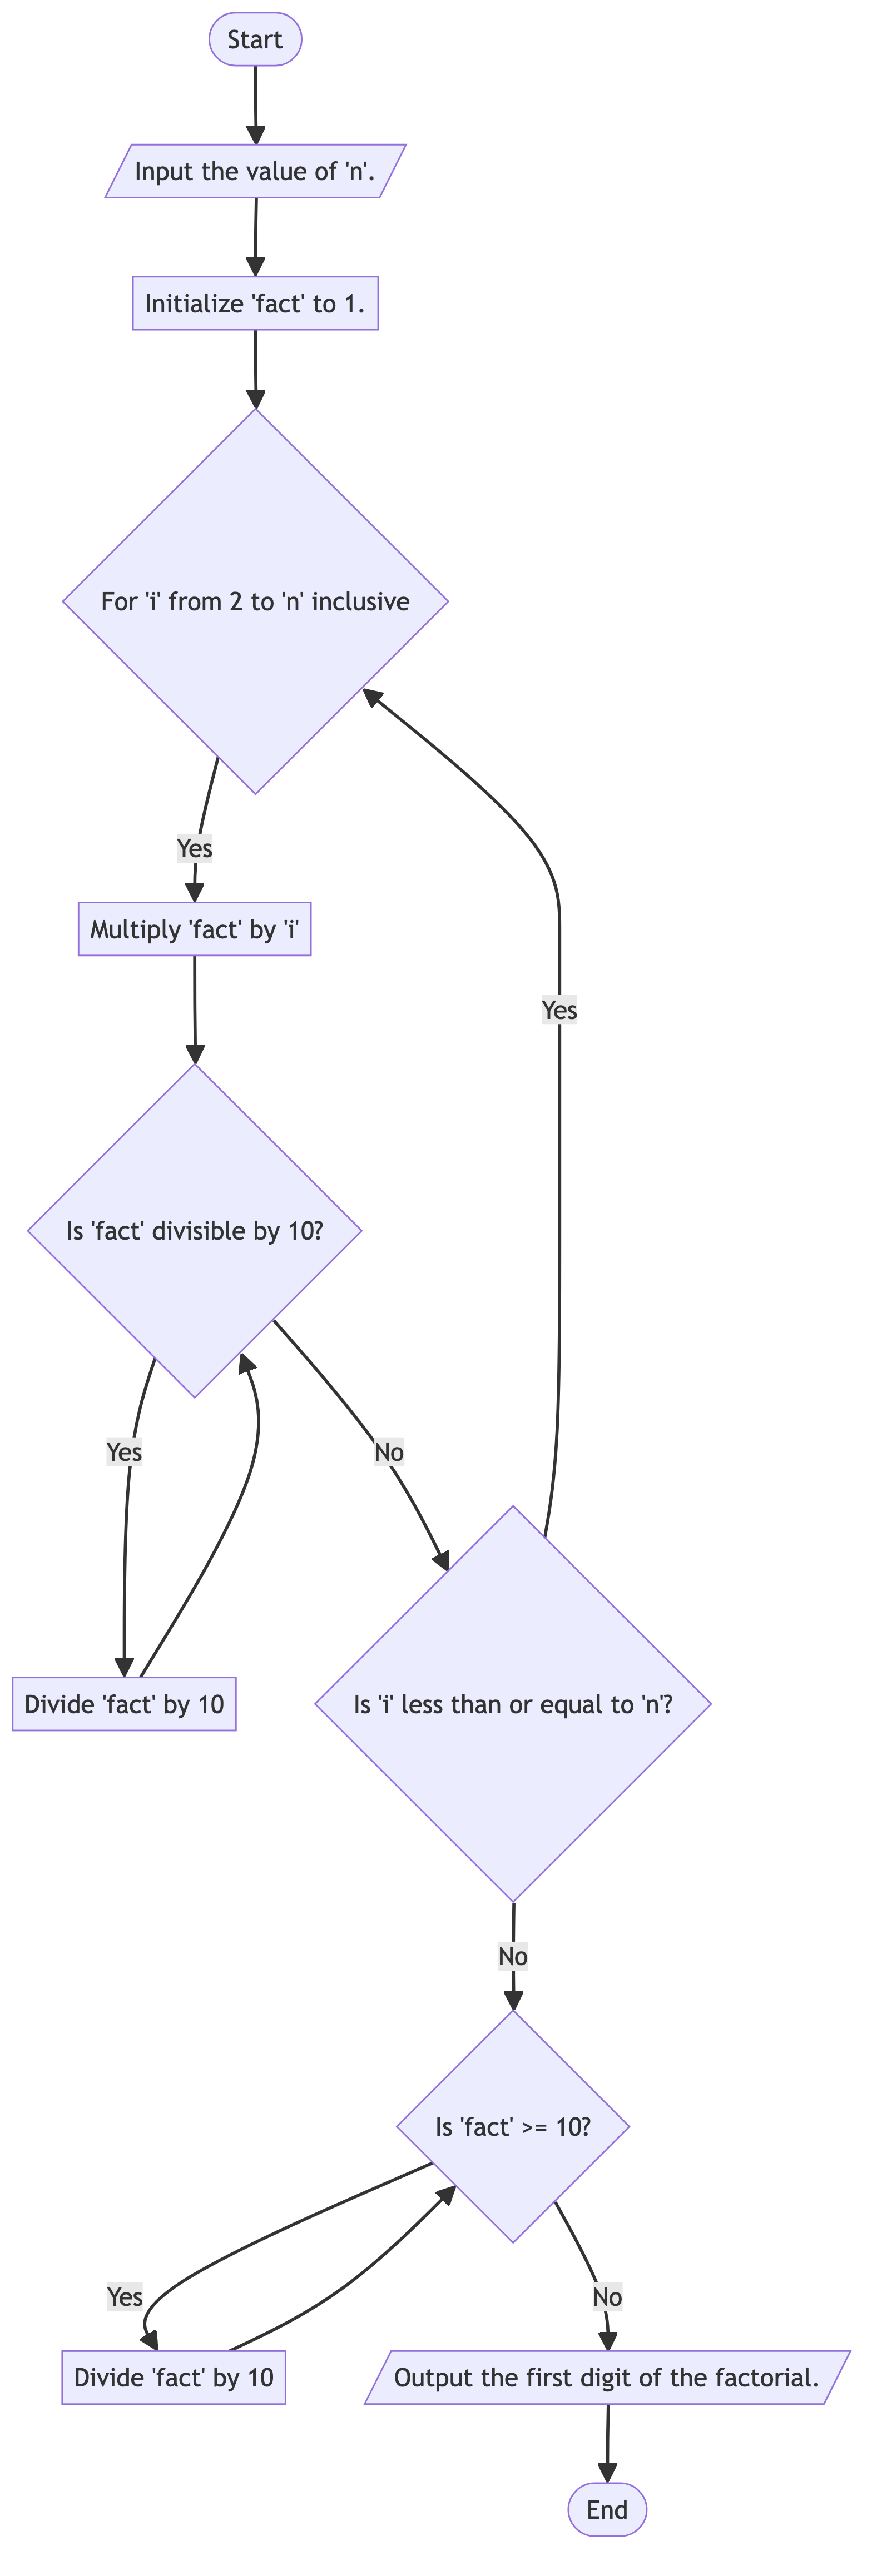 Start
Input the value of 'n'.
Initialize 'fact' to 1.
For 'i' from 2 to 'n' inclusive
Yes
Multiply 'fact' by 'i'
Yes
Is 'fact' divisible by 10?
Yes
No
Divide 'fact' by 10
Is 'i' less than or equal to 'n'?
No
Is 'fact' >= 10?
Yes
No
Divide 'fact' by 10
Output the first digit of the factorial.
End